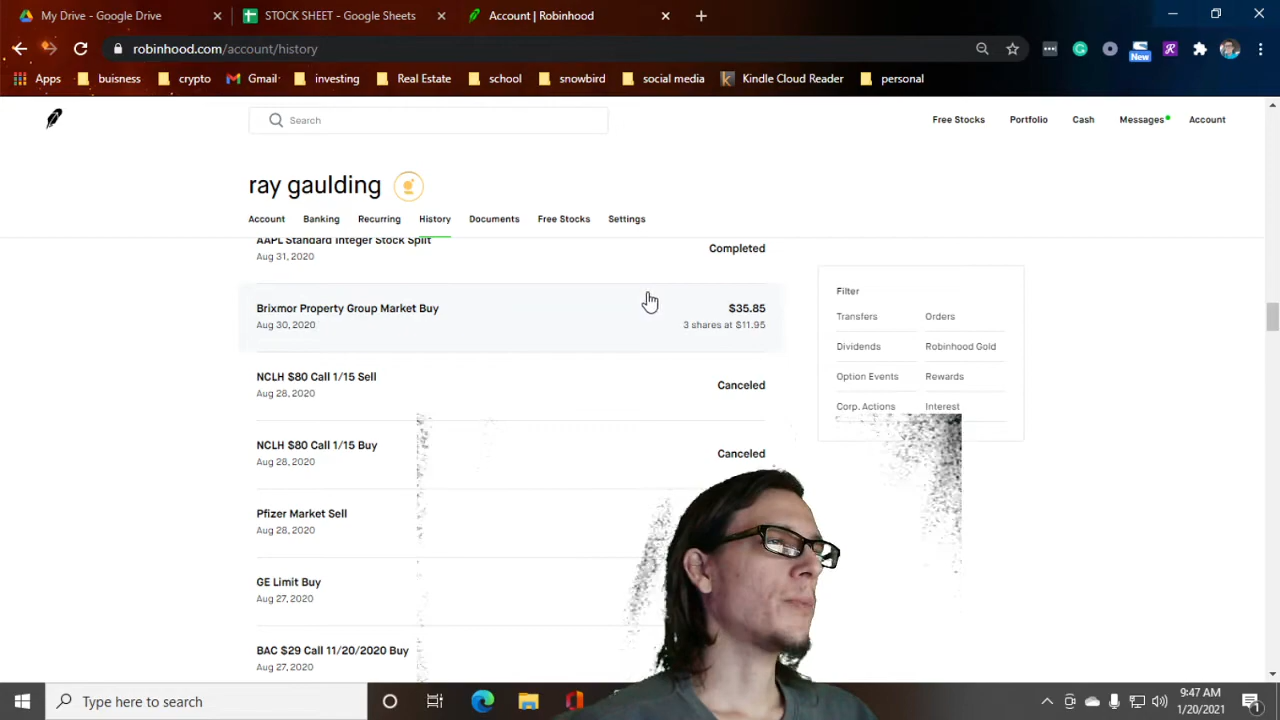 My Drive - Google Drive
STOCK SHEET - Google Sheets
Account | Robinhood
robinhood.com/account/history
New
Apps
buisness
crypto
Gmail
investing
Real Estate
school
snowbird
social media
Kindle Cloud Reader
personal
Search
Free Stocks
Portfolio
Cash
Messages
Account
ray gaulding
Account
Banking
Recurring
History
Documents
Free Stocks
Settings
AAPL Standard Integer Stock Split
Completed
Aug 31, 2020
Brixmor Property Group Market Buy
$35.85
Aug 30, 2020
3 shares at $11.95
NCLH $80 Call 1/15 Sell
Canceled
Aug 28, 2020
NCLH $80 Call 1/15 Buy
Canceled
Aug 28, 2020
Pfizer Market Sell
Aug 28, 2020
GE Limit Buy
Aug 27, 2020
BAC $29 Call 11/20/2020 Buy
Aug 27, 2020
Filter
Transfers
Orders
Dividends
Robinhood Gold
Option Events
Rewards
Corp. Actions
Interest
Type here to search
9:47 AM
1/20/2021
1